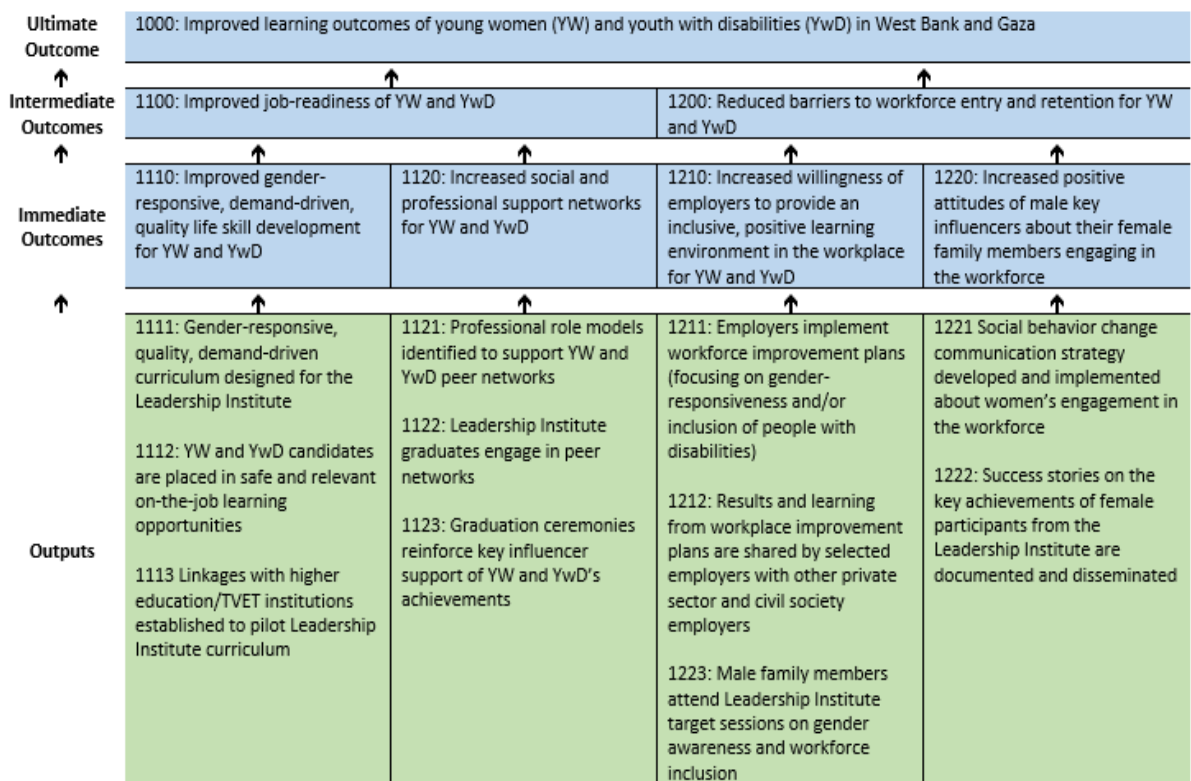 Ultimate
Outcome
1000: Improved learning outcomes of young women (YW) and youth with disabilities (YwD) in West Bank and Gaza
Intermediate
Outcomes
1100: Improved job-readiness of YW and YwD
1200: Reduced barriers to workforce entry and retention for YW
and YwD
Immediate
Outcomes
1110: Improved gender-
responsive, demand-driven,
quality life skill development
for YW and YwD
1120: Increased social and
professional support networks
for YW and YwD
1210: Increased willingness of
employers to provide an
inclusive, positive learning
environment in the workplace
for YW and YwD
1220: Increased positive
attitudes of male key
influencers about their female
family members engaging in
the workforce
Outputs
1111: Gender-responsive,
quality, demand-driven
curriculum designed for the
Leadership Institute
1112: YW and YwD candidates
are placed in safe and relevant
on-the-job learning
opportunities
1113 Linkages with higher
education/TVET institutions
established to pilot Leadership
Institute curriculum
1121: Professional role models
identified to support YW and
YwD peer networks
1122: Leadership Institute
graduates engage in peer
networks
1123: Graduation ceremonies
reinforce key influencer
support of YW and YwD's
achievements
1211: Employers implement
workforce improvement plans
(focusing on gender-
responsiveness and/or
inclusion of people with
disabilities)
1212: Results and learning
from workplace improvement
plans are shared by selected
employers with other private
sector and civil society
employers
1223: Male family members
attend Leadership Institute
target sessions on gender
awareness and workforce
inclusion
1221 Social behavior change
communication strategy
developed and implemented
about women's engagement in
the workforce
1222: Success stories on the
key achievements of female
participants from the
Leadership Institute are
documented and disseminated